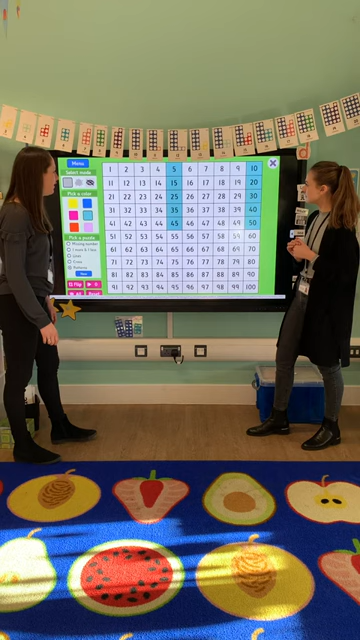 Menu
Select mode
Pick a color
Pick a puzzle
Missing number
Flip
All
Reset
1 2 3 4 5 6 7 8 9 10
11 12 13 14 15 16 17 18 19 20
21 22 23 24 25 26 27 28 29 30
31 32 33 34 35 36 37 38 39 40
41 42 43 44 45 46 47 48 49 50
51 52 53 54 55 56 57 58 59 60
61 62 63 64 65 66 67 68 69 70
71 72 73 74 75 76 77 78 79 80
81 82 83 84 85 86 87 88 89 90
91 92 93 94 95 96 97 98 99 100